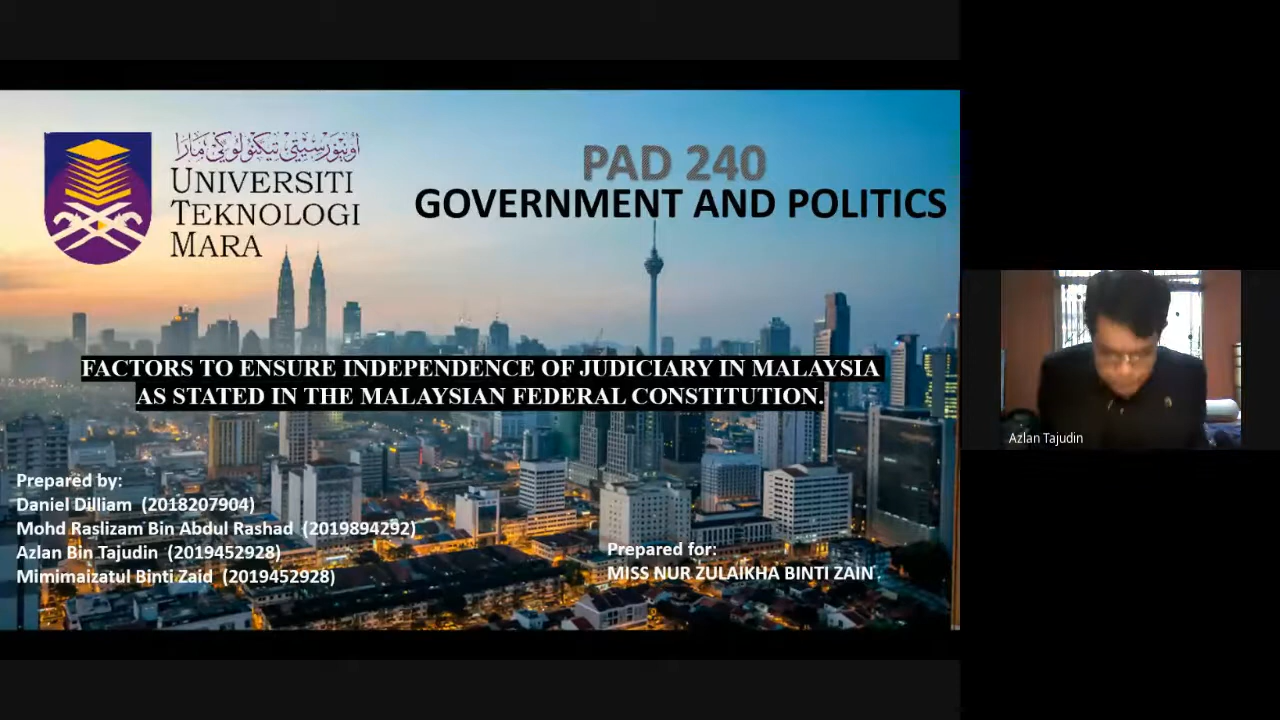 اونيۏرسيتي تيكنولوڬي مارا
UNIVERSITI
TEKNOLOGI
MARA
PAD 240
GOVERNMENT AND POLITICS
FACTORS TO ENSURE INDEPENDENCE OF JUDICIARY IN MALAYSIA
AS STATED IN THE MALAYSIAN FEDERAL CONSTITUTION.
Prepared by:
Daniel Dilliam (2018207904)
Mohd Raslizam Bin Abdul Rashad (2019894292)
Azlan Bin Tajudin (2019452928)
Mimimaizatul Binti Zaid (2019452928)
Prepared for:
MISS NUR ZULAIKHA BINTI ZAIN.
Azlan Tajudin